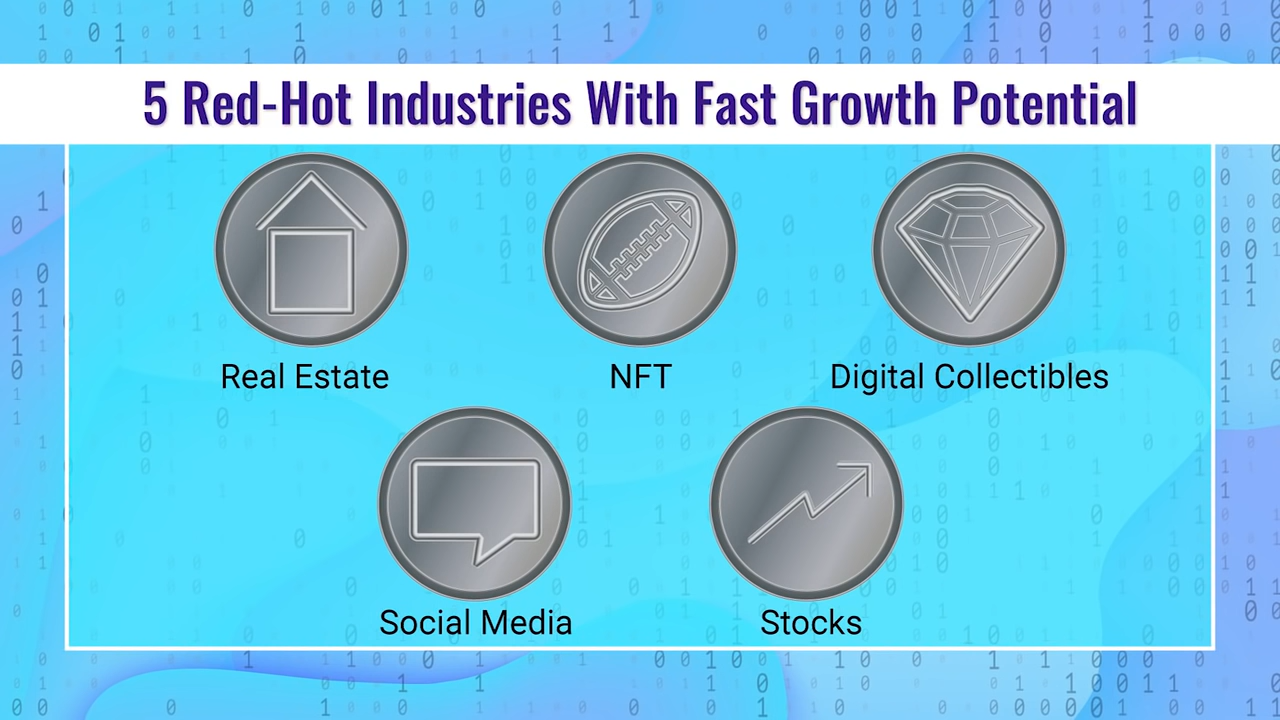 5 Red-Hot Industries With Fast Growth Potential
Real Estate
NFT
Digital Collectibles
Social Media
Stocks